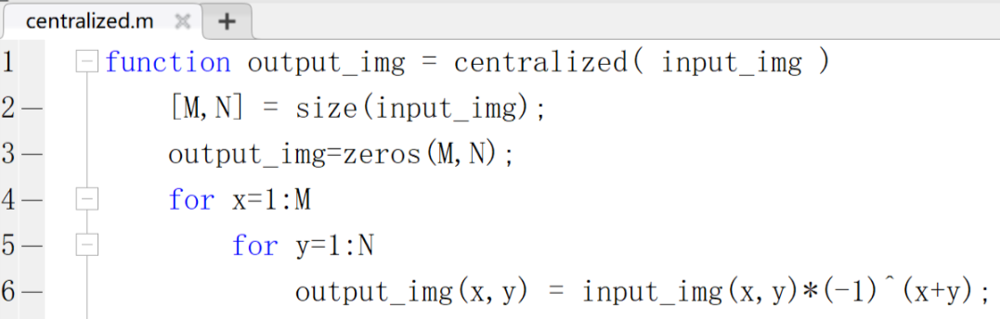 centralized.m × +
1 function output_img = centralized( input_img )
2 [M,N] = size(input_img);
3 output_img=zeros(M,N);
4 for x=1:M
5 for y=1:N
6 output_img(x,y) = input_img(x,y)*(-1)^(x+y);